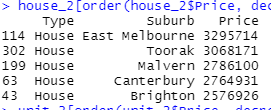 > house_2[order(house_2$Price, dec
Type Suburb Price
114 House East Melbourne 3295714
302 House Toorak 3068171
199 House Malvern 2786100
63 House Canterbury 2764931
43 House Brighton 2576926